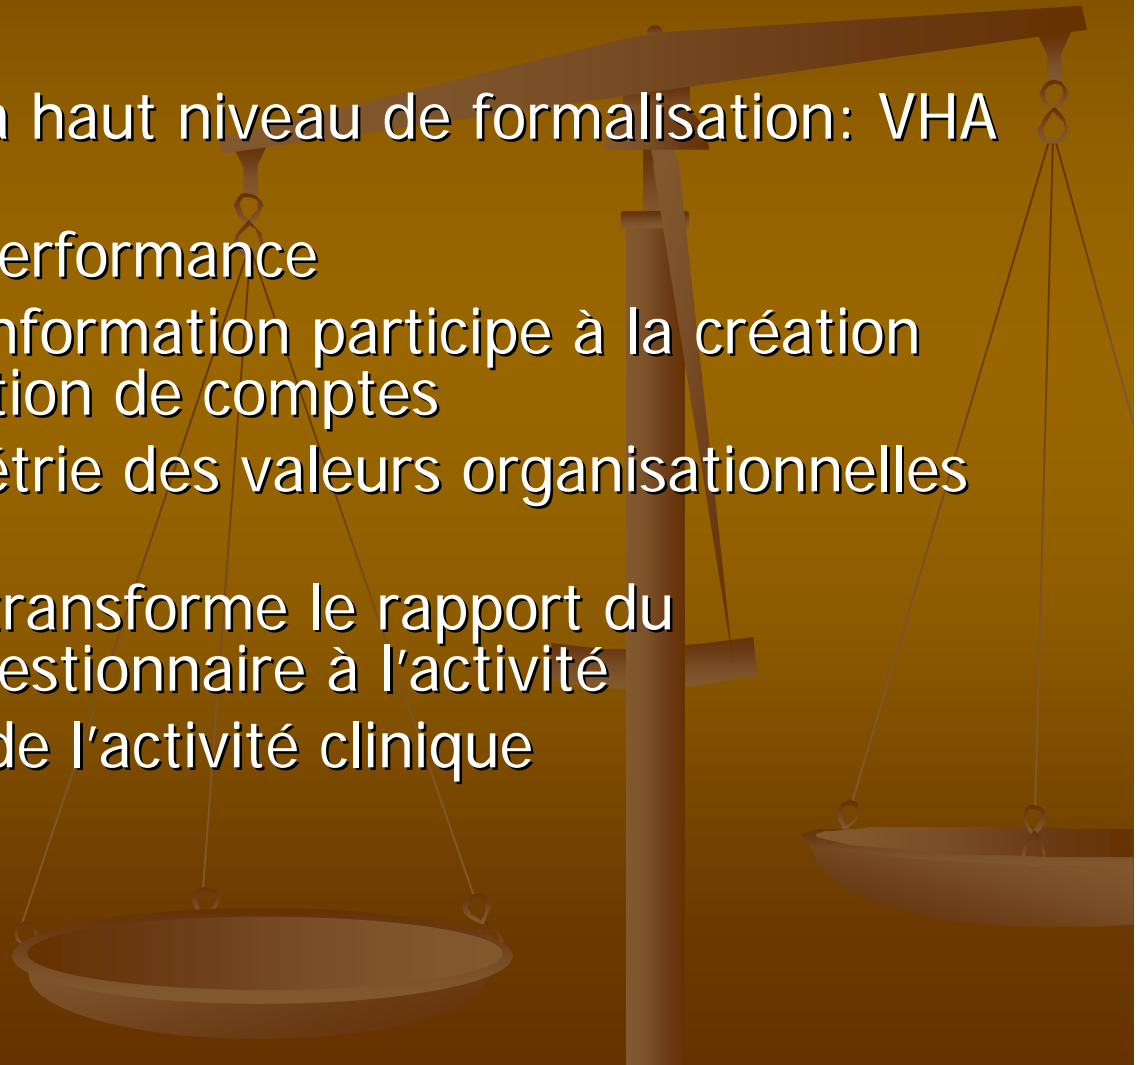 à haut niveau de formalisation: VHA
erformance
nformation participe à la création
tion de comptes
étrie des valeurs organisationnelles
transforme le rapport du
estionnaire à l'activité
de l'activité clinique